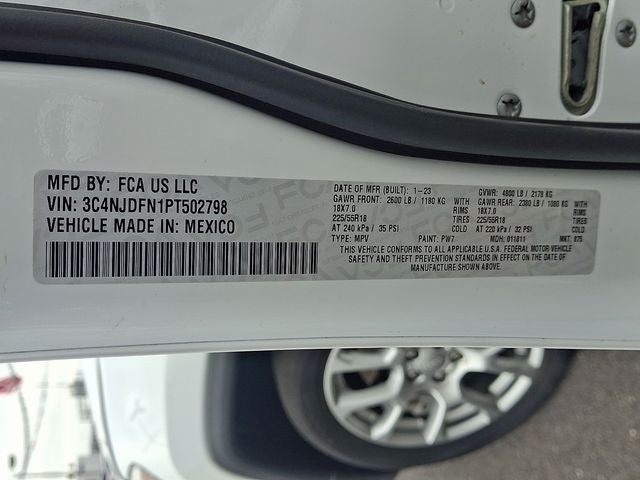 MFD BY: FCA US LLC
VIN: 3C4NJDFN1PT502798
VEHICLE MADE IN: MEXICO
DATE OF MFR (BUILT): 1-23 GVWR: 4800 LB / 2178 KG
GAWR FRONT: 2600 LB / 1180 KG WITH GAWR REAR: 2380 LB / 1080 KG WITH
18X7.0 RIMS 18X7.0 RIMS
225/55R18 TIRES 225/55R18 TIRES
AT 240 kPa / 35 PSI COLD AT 220 kPa / 32 PSI COLD
TYPE: MPV PAINT: PW7 MDH: 011811 MKT: 875
THIS VEHICLE CONFORMS TO ALL APPLICABLE U.S.A. FEDERAL MOTOR VEHICLE
SAFETY AND THEFT PREVENTION STANDARDS IN EFFECT ON THE DATE OF
MANUFACTURE SHOWN ABOVE.